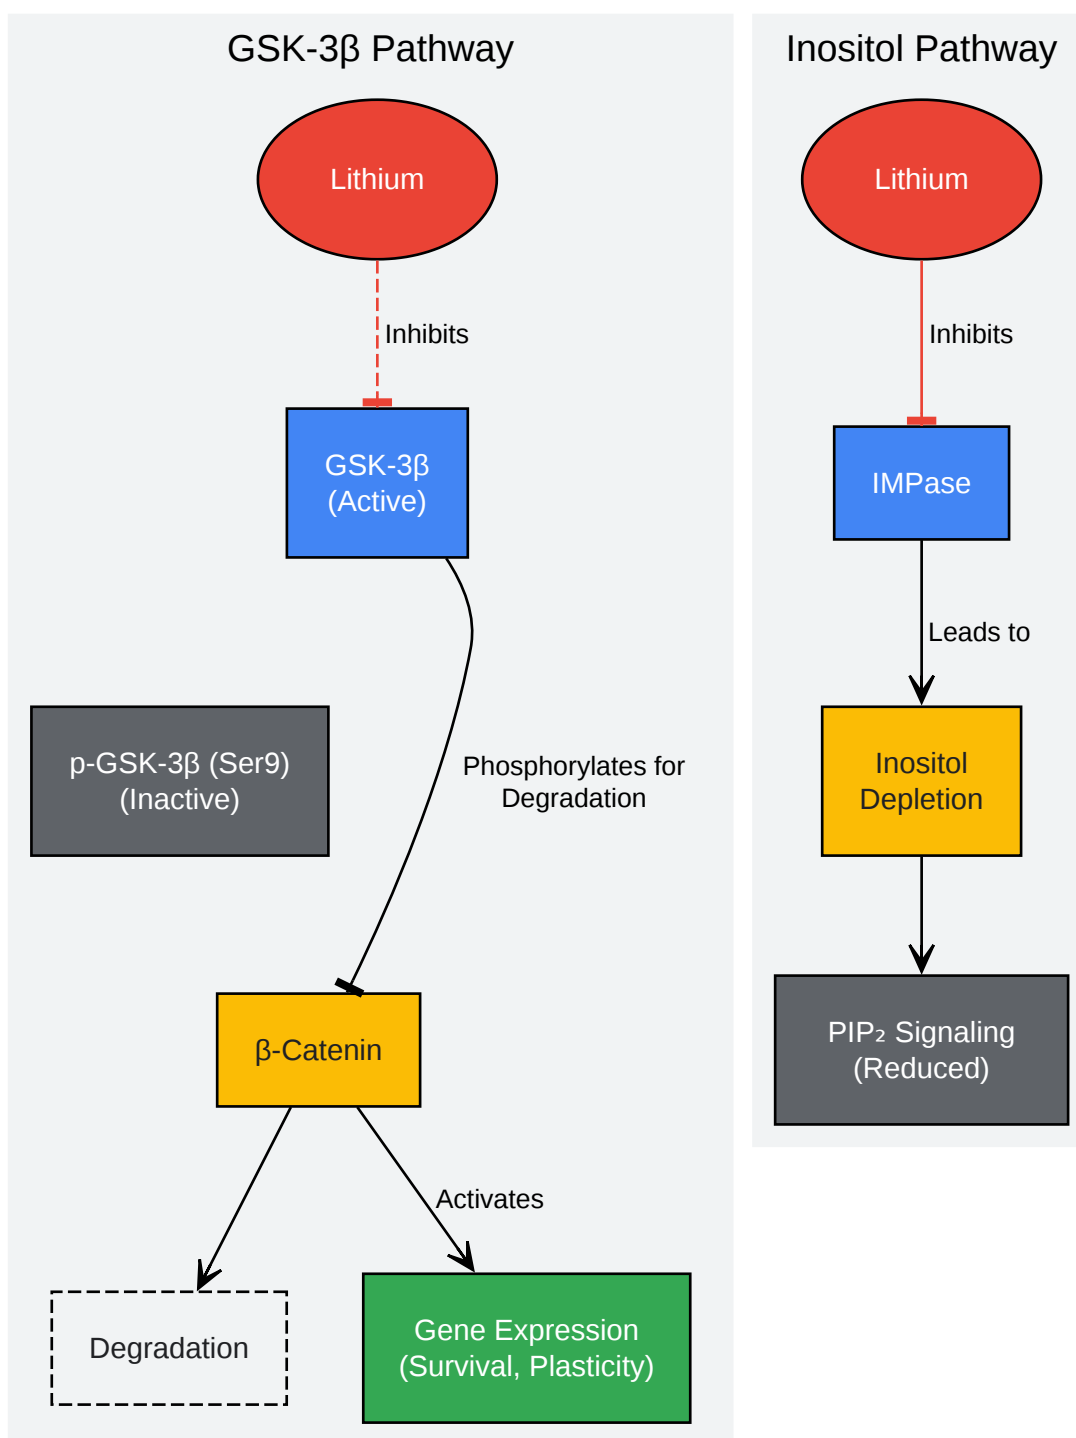 GSK-3β Pathway
Lithium
Inhibits
GSK-3β
(Active)
p-GSK-3β (Ser9)
(Inactive)
Phosphorylates for
Degradation
β-Catenin
Activates
Degradation
Gene Expression
(Survival, Plasticity)
Inositol Pathway
Lithium
Inhibits
IMPase
Leads to
Inositol
Depletion
PIP₂ Signaling
(Reduced)